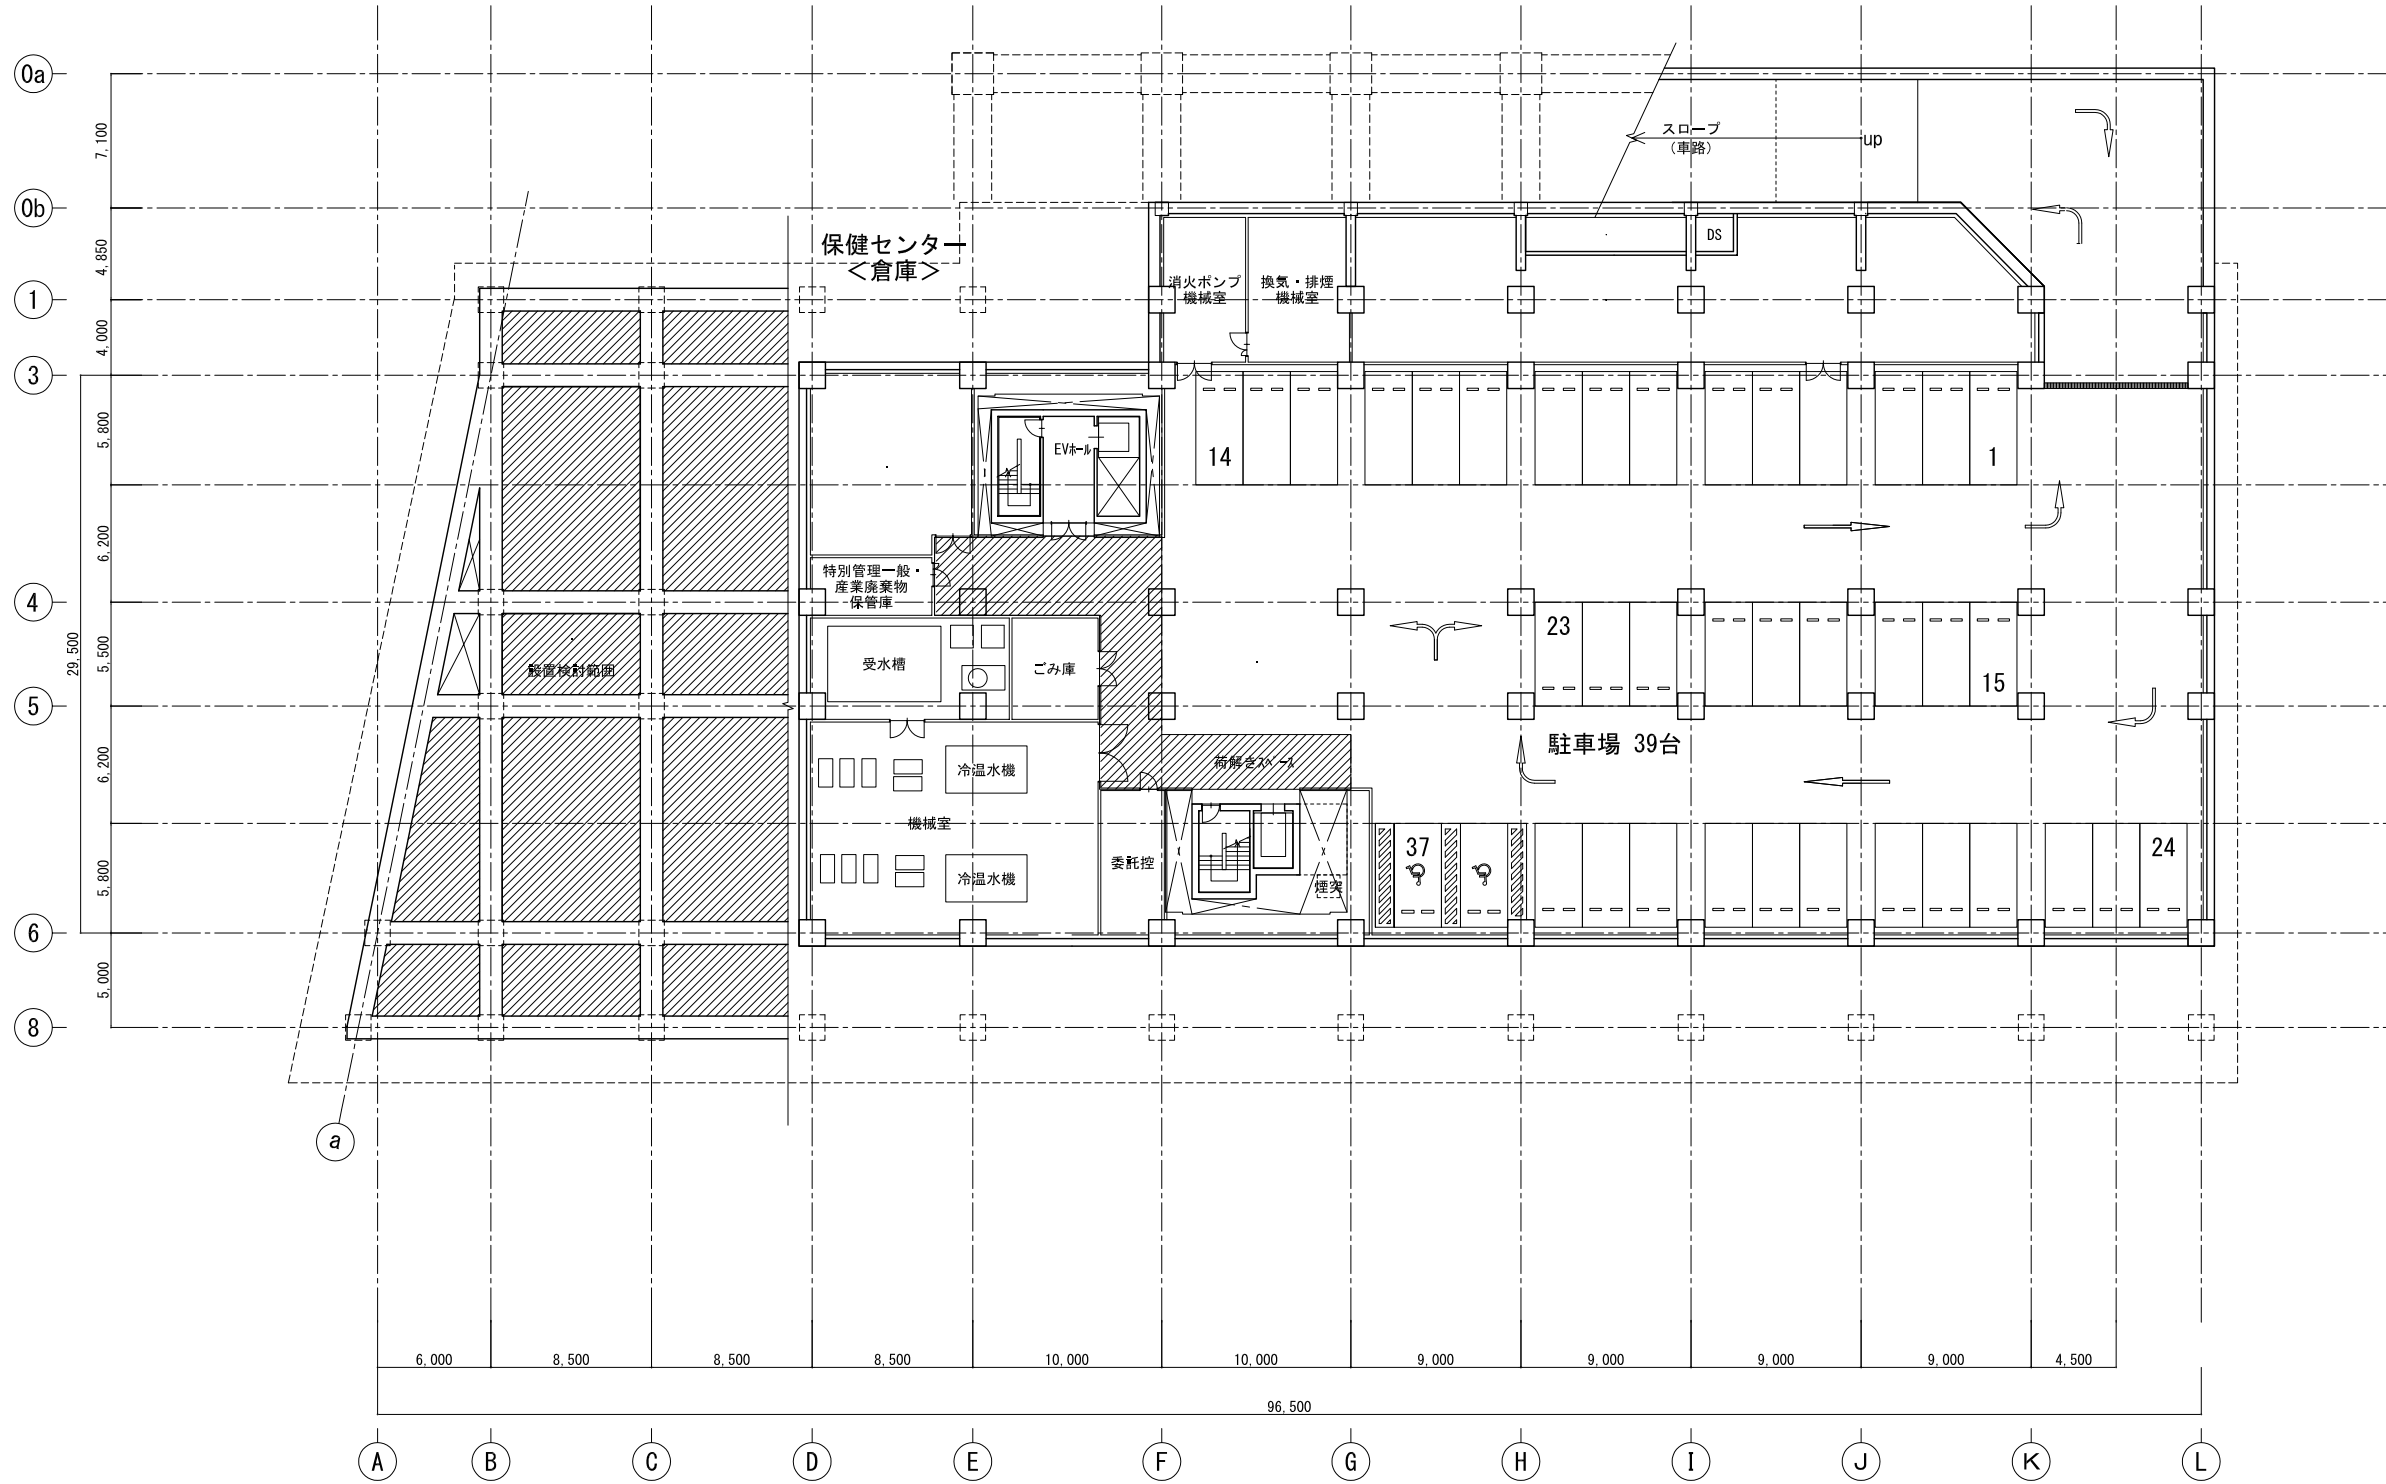 0a
7,100
スロープ
(車路)
up
0b
4,850
保健センター
＜倉庫＞
DS
消火ポンプ
機械室
換気・排煙
機械室
1
4,000
3
5,800
EVホール
14
1
6,200
特別管理一般・
産業廃棄物
保管庫
4
29,500
5,500
設置検討範囲
受水槽
ごみ庫
23
15
5
6,200
荷解きスペース
駐車場 39台
冷温水機
機械室
5,800
委託控
煙突
37
24
冷温水機
6
5,000
8
a
6,000
8,500
8,500
8,500
10,000
10,000
9,000
9,000
9,000
9,000
4,500
96,500
A
B
C
D
E
F
G
H
I
J
K
L